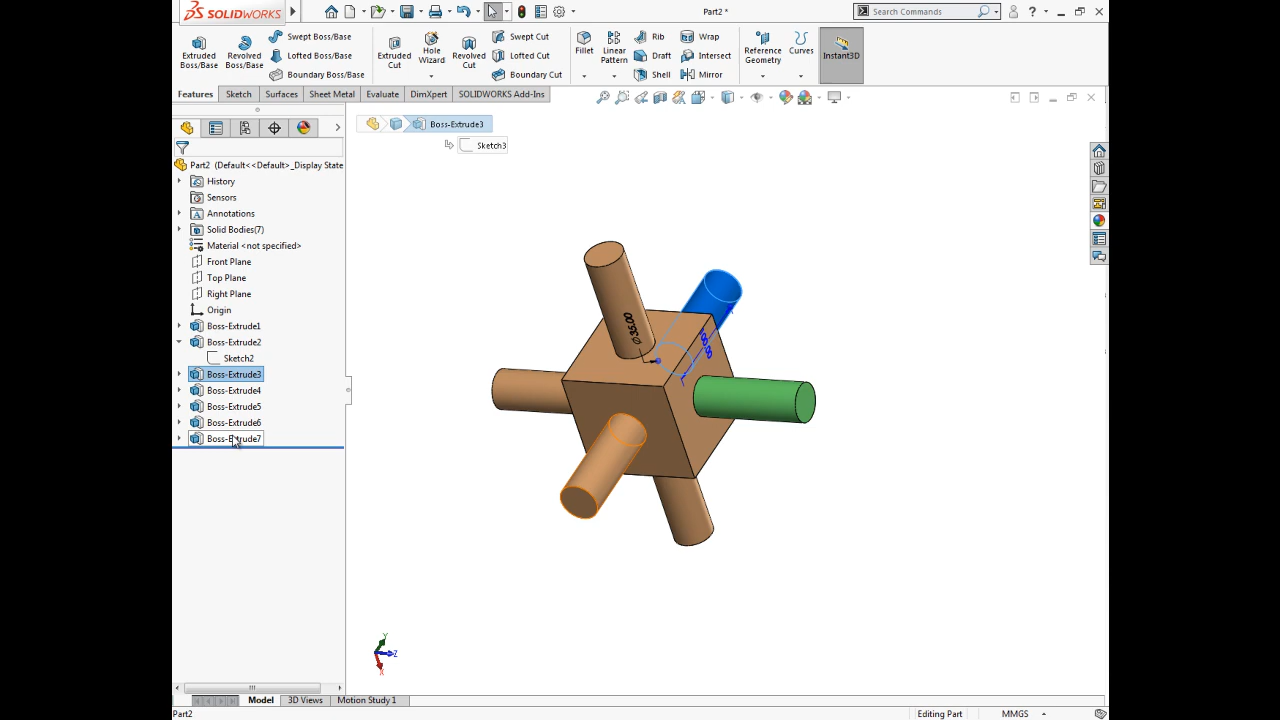 SOLIDWORKS
Part2 *
Search Commands
Extruded Boss/Base
Revolved Boss/Base
Swept Boss/Base
Lofted Boss/Base
Boundary Boss/Base
Extruded Cut
Hole Wizard
Revolved Cut
Swept Cut
Lofted Cut
Boundary Cut
Fillet
Linear Pattern
Rib
Draft
Shell
Wrap
Intersect
Mirror
Reference Geometry
Curves
Instant3D
Features
Sketch
Surfaces
Sheet Metal
Evaluate
DimXpert
SOLIDWORKS Add-Ins
Boss-Extrude3
Sketch3
Part2 (Default<<Default>_Display State
History
Sensors
Annotations
Solid Bodies(7)
Material <not specified>
Front Plane
Top Plane
Right Plane
Origin
Boss-Extrude1
Boss-Extrude2
Sketch2
Boss-Extrude3
Boss-Extrude4
Boss-Extrude5
Boss-Extrude6
Boss-Extrude7
Ø35.00
Y
Z
X
Model
3D Views
Motion Study 1
Part2
Editing Part
MMGS